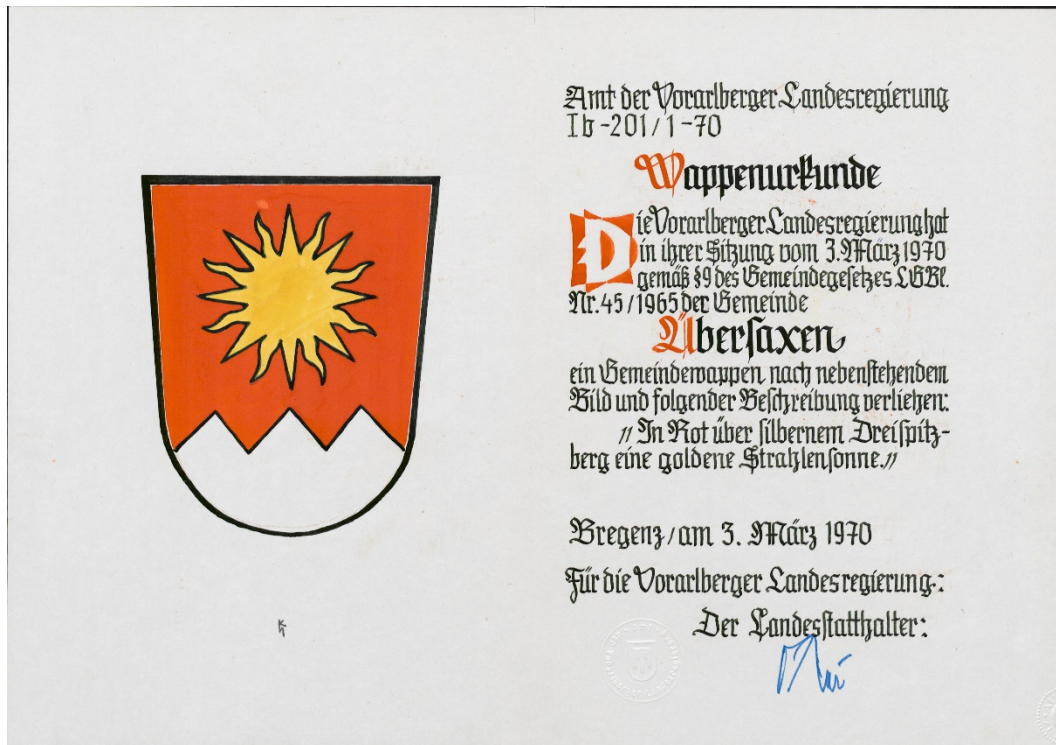 Amt der Vorarlberger Landesregierung
Ib-201/1-70
Wappenurkunde
Die Vorarlberger Landesregierung hat
in ihrer Sitzung vom 3. März 1970
gemäß §9 des Gemeindegesetzes LGBl.
Nr. 45/1965 der Gemeinde
Übersaxen
ein Gemeindewappen nach nebenstehendem
Bild und folgender Beschreibung verliehen:
"In Rot über silbernem Dreispitz-
berg eine goldene Strahlensonne."
Bregenz, am 3. März 1970
Für die Vorarlberger Landesregierung:
Der Landesstatthalter: